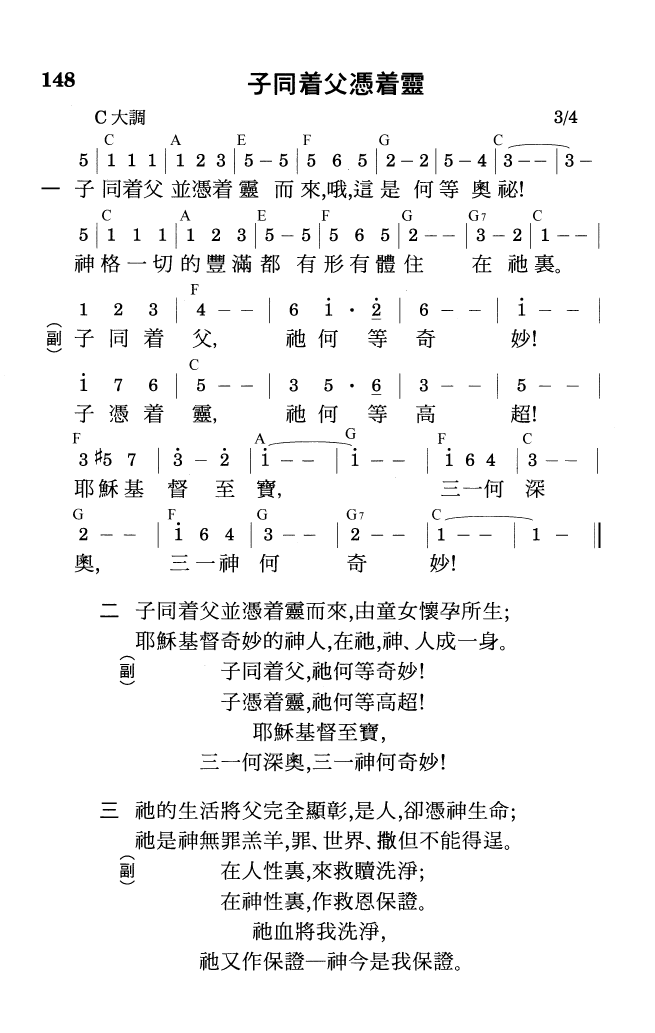 148 子同着父憑着靈
C大調 3/4
C A E F G C
5|1 1 1|1 2 3|5–5|5 6 5|2–2|5–4|3––|3–
一 子 同着父 並憑着 靈 而 來,哦,這 是 何 等 奧 祕!
C A E F G G7 C
5|1 1 1|1 2 3|5–5|5 6 5|2––|3–2|1––|
神 格 一 切 的 豐 滿 都 有 形 有 體 住 在 祂 裏。
F
1 2 3|4––|6 i̇·2̇|6––|i̇––|
(副) 子 同 着 父, 祂 何 等 奇 妙!
C
i̇ 7 6|5––|3 5·6|3––|5––|
子 憑 着 靈, 祂 何 等 高 超!
F A G F C
3 #5 7|3̇–2̇|i̇––|i̇––|i̇ 6 4|3––|
耶 穌 基 督 至 寶, 三 一 何 深
G F G G7 C
2––|i̇ 6 4|3––|2––|1––|1–‖
奧, 三 一 神 何 奇 妙!
二 子同着父並憑着靈而來,由童女懷孕所生;
耶穌基督奇妙的神人,在祂,神、人成一身。
(副) 子同着父,祂何等奇妙!
子憑着靈,祂何等高超!
耶穌基督至寶,
三一何深奧,三一神何奇妙!
三 祂的生活將父完全顯彰,是人,卻憑神生命;
祂是神無罪羔羊,罪、世界、撒但不能得逞。
(副) 在人性裏,來救贖洗淨;
在神性裏,作救恩保證。
祂血將我洗淨,
祂又作保證─神今是我保證。